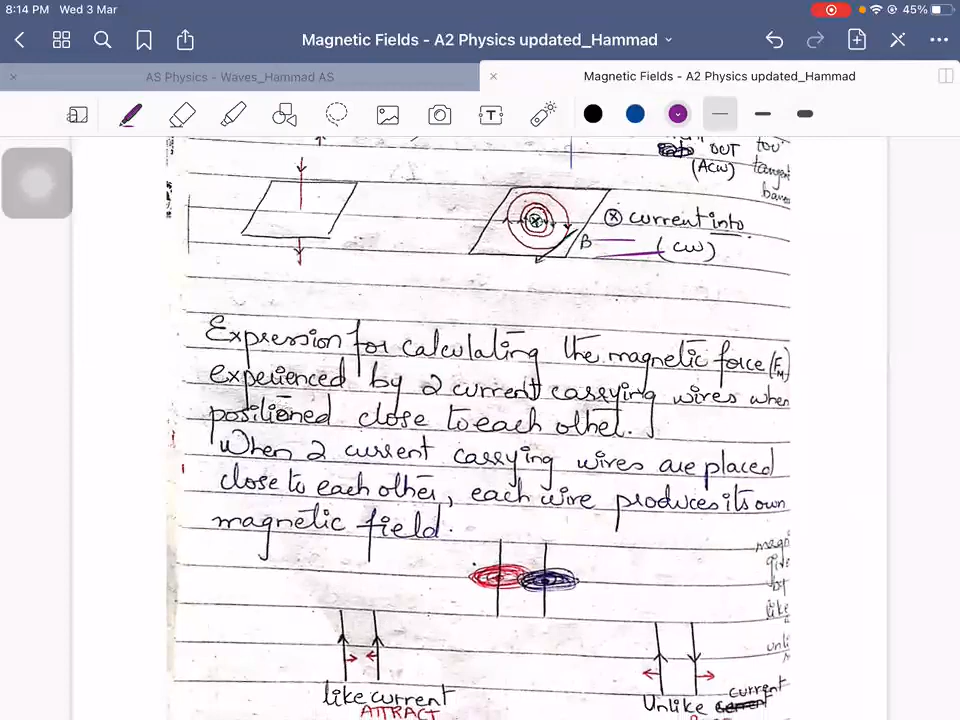 8:14 PM Wed 3 Mar
45%
Magnetic Fields - A2 Physics updated_Hammad
AS Physics - Waves_Hammad AS
Magnetic Fields - A2 Physics updated_Hammad
OUT
(ACW)
tangent
⊗ current into
B
(CW)
Expression for calculating the magnetic force (FM)
experienced by 2 current carrying wires when
positioned close to each other.
When 2 current carrying wires are placed
close to each other, each wire produces its own
magnetic field.
like current
ATTRACT
Unlike current